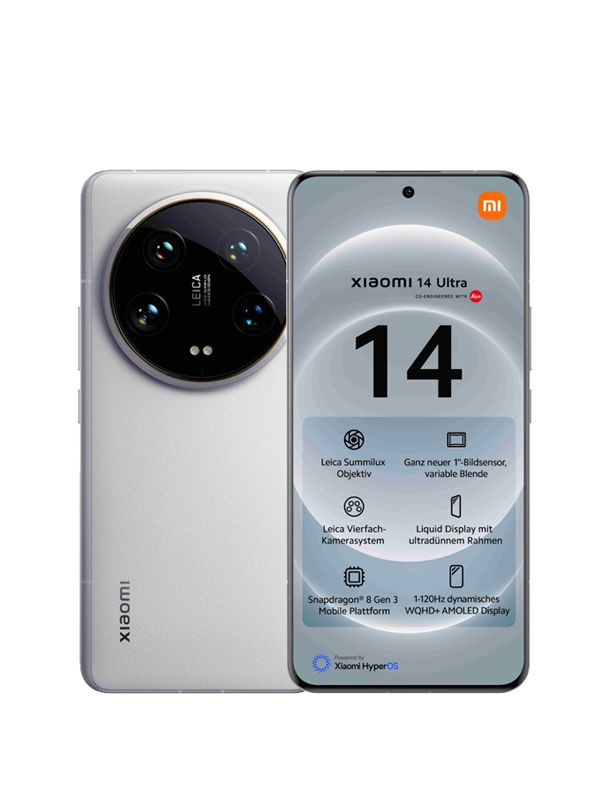 LEICA
xiaomi
mi
xiaomi 14 Ultra
CO-ENGINEERED WITH Leica
14
Leica Summilux
Objektiv
Ganz neuer 1"-Bildsensor,
variable Blende
Leica Vierfach-
Kamerasystem
Liquid Display mit
ultradünnem Rahmen
Snapdragon® 8 Gen 3
Mobile Plattform
1-120Hz dynamisches
WQHD+ AMOLED Display
Powered by
Xiaomi HyperOS